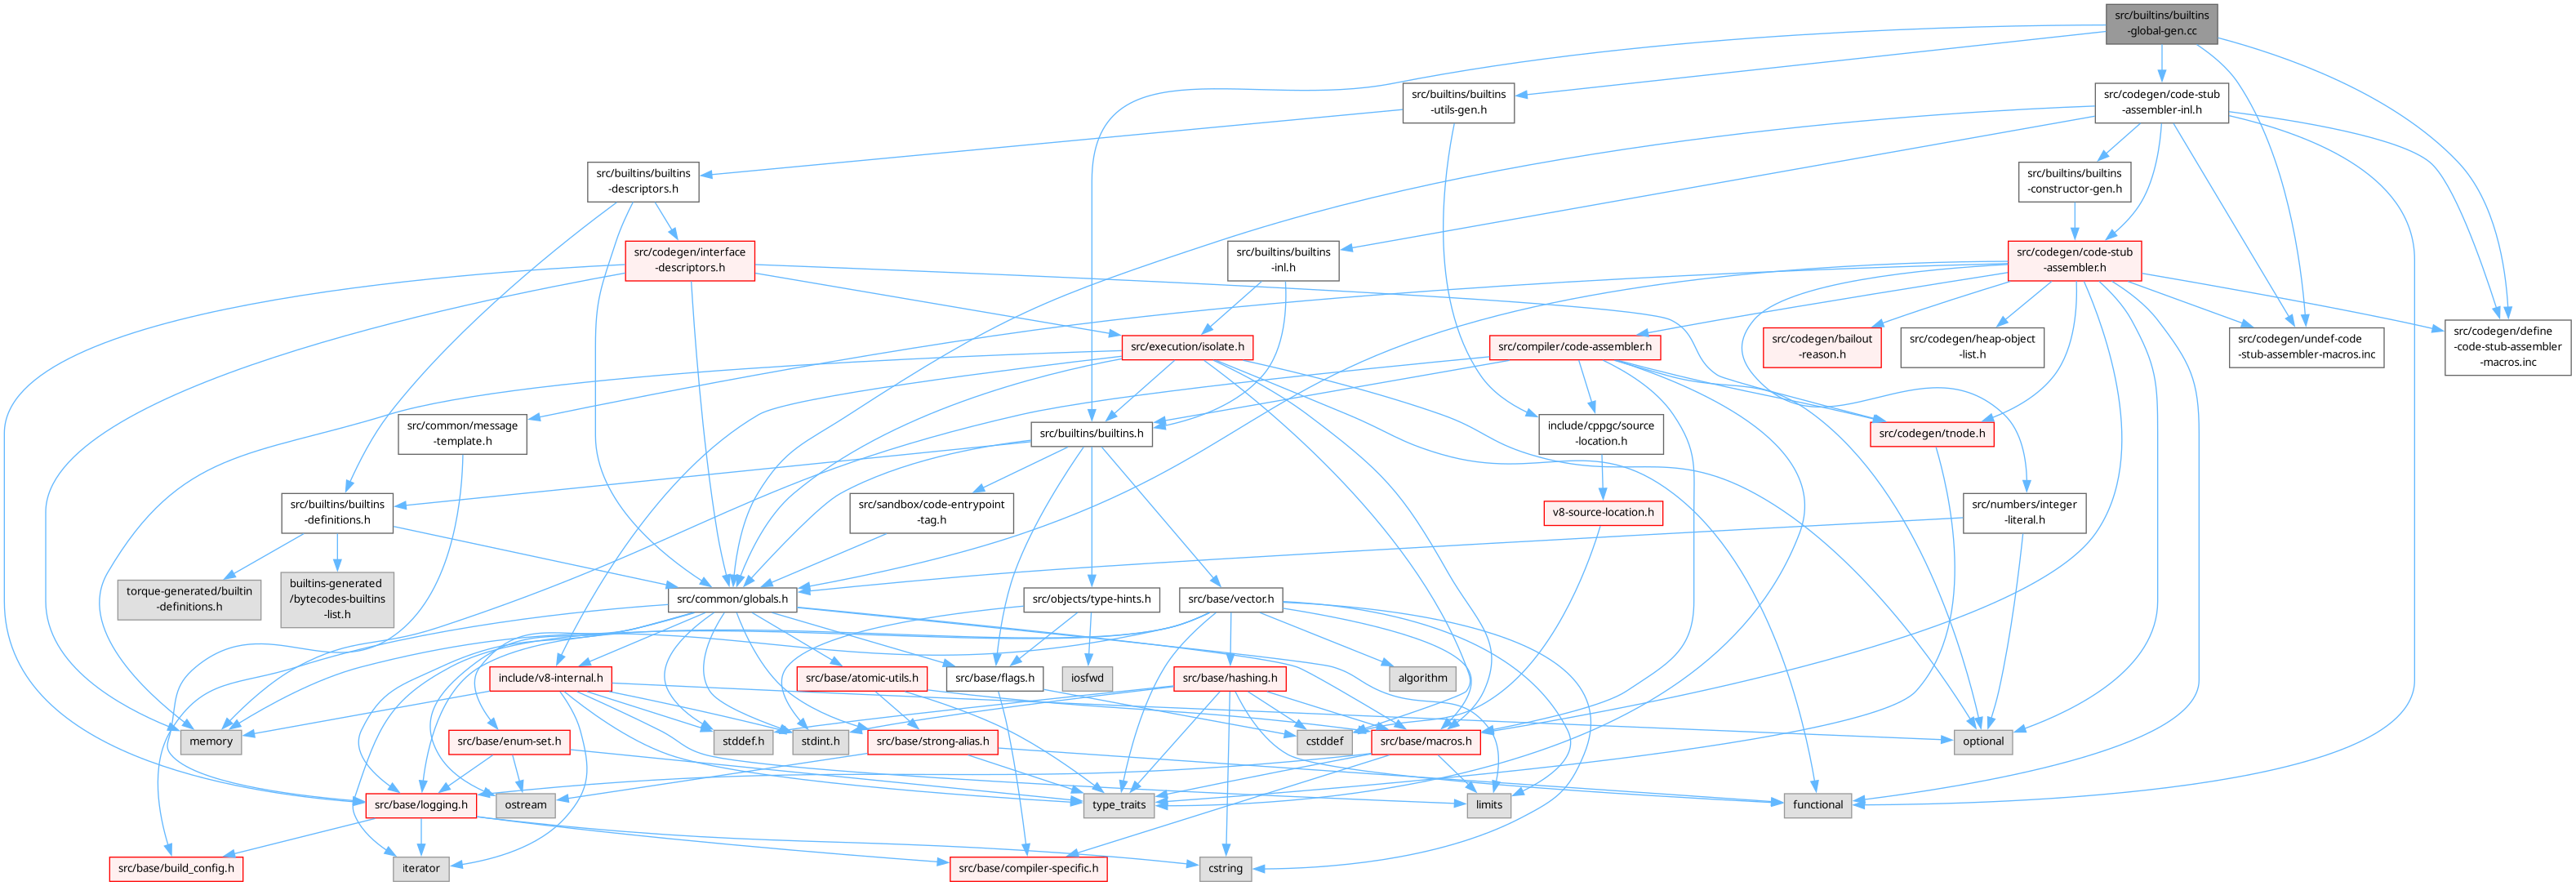 src/builtins/builtins
-global-gen.cc
src/builtins/builtins
-utils-gen.h
src/codegen/code-stub
-assembler-inl.h
src/builtins/builtins
-descriptors.h
src/builtins/builtins
-constructor-gen.h
src/codegen/interface
-descriptors.h
src/builtins/builtins
-inl.h
src/codegen/code-stub
-assembler.h
src/execution/isolate.h
src/compiler/code-assembler.h
src/codegen/bailout
-reason.h
src/codegen/heap-object
-list.h
src/codegen/undef-code
-stub-assembler-macros.inc
src/codegen/define
-code-stub-assembler
-macros.inc
src/common/message
-template.h
src/builtins/builtins.h
include/cppgc/source
-location.h
src/codegen/tnode.h
src/builtins/builtins
-definitions.h
src/sandbox/code-entrypoint
-tag.h
v8-source-location.h
src/numbers/integer
-literal.h
torque-generated/builtin
-definitions.h
builtins-generated
/bytecodes-builtins
-list.h
src/common/globals.h
src/objects/type-hints.h
src/base/vector.h
include/v8-internal.h
src/base/atomic-utils.h
src/base/flags.h
iosfwd
src/base/hashing.h
algorithm
memory
src/base/enum-set.h
stddef.h
stdint.h
src/base/strong-alias.h
cstddef
src/base/macros.h
optional
src/base/logging.h
ostream
type_traits
limits
functional
src/base/build_config.h
iterator
src/base/compiler-specific.h
cstring